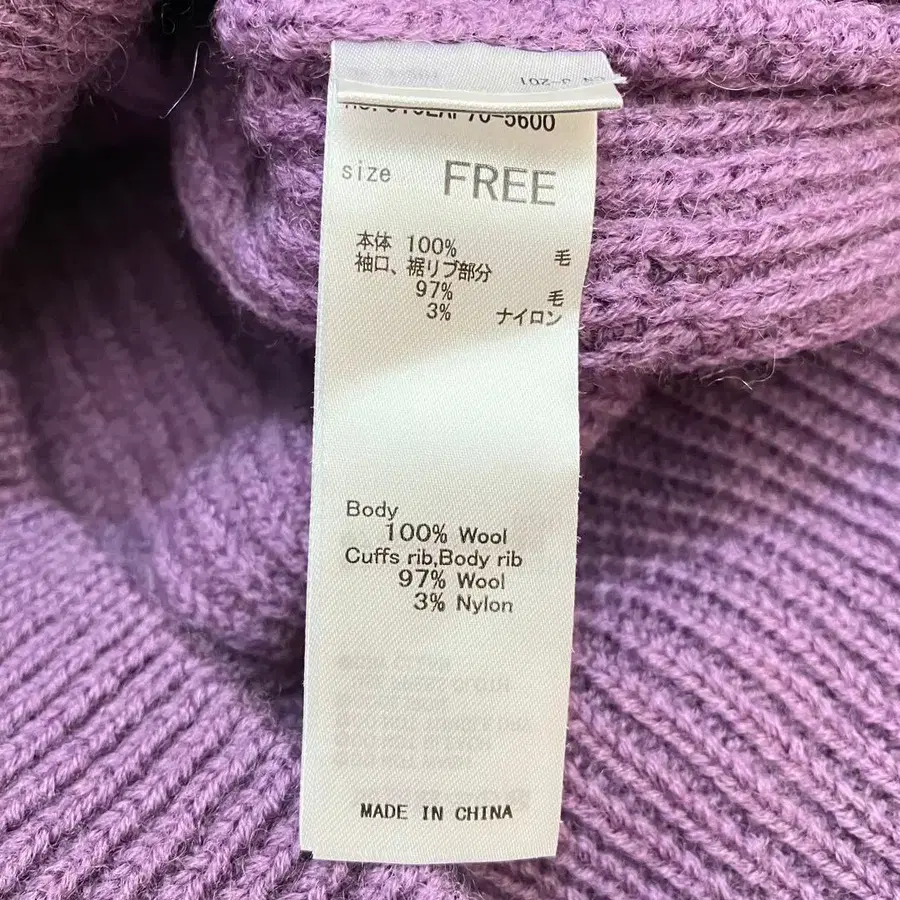 size FREE
本体 100% 毛
袖口、裾リブ部分
97% 毛
3% ナイロン
Body
100% Wool
Cuffs rib,Body rib
97% Wool
3% Nylon
MADE IN CHINA